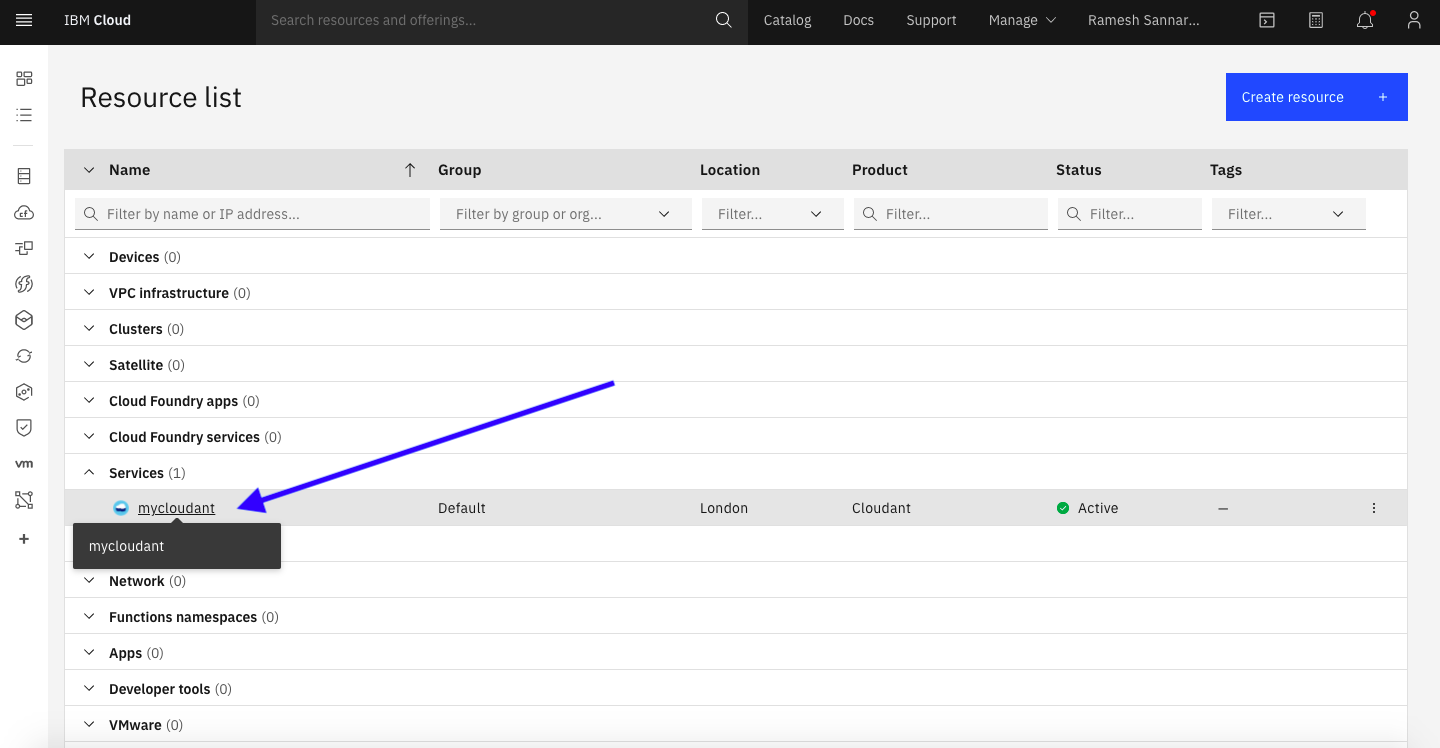 IBM Cloud
Search resources and offerings...
Catalog
Docs
Support
Manage
Ramesh Sannar...
Resource list
Create resource +
Name
Group
Location
Product
Status
Tags
Filter by name or IP address...
Filter by group or org...
Filter...
Filter...
Filter...
Filter...
Devices (0)
VPC infrastructure (0)
Clusters (0)
Satellite (0)
Cloud Foundry apps (0)
cf
Cloud Foundry services (0)
vm
Services (1)
mycloudant
Default
London
Cloudant
Active
—
mycloudant
Network (0)
Functions namespaces (0)
Apps (0)
Developer tools (0)
VMware (0)